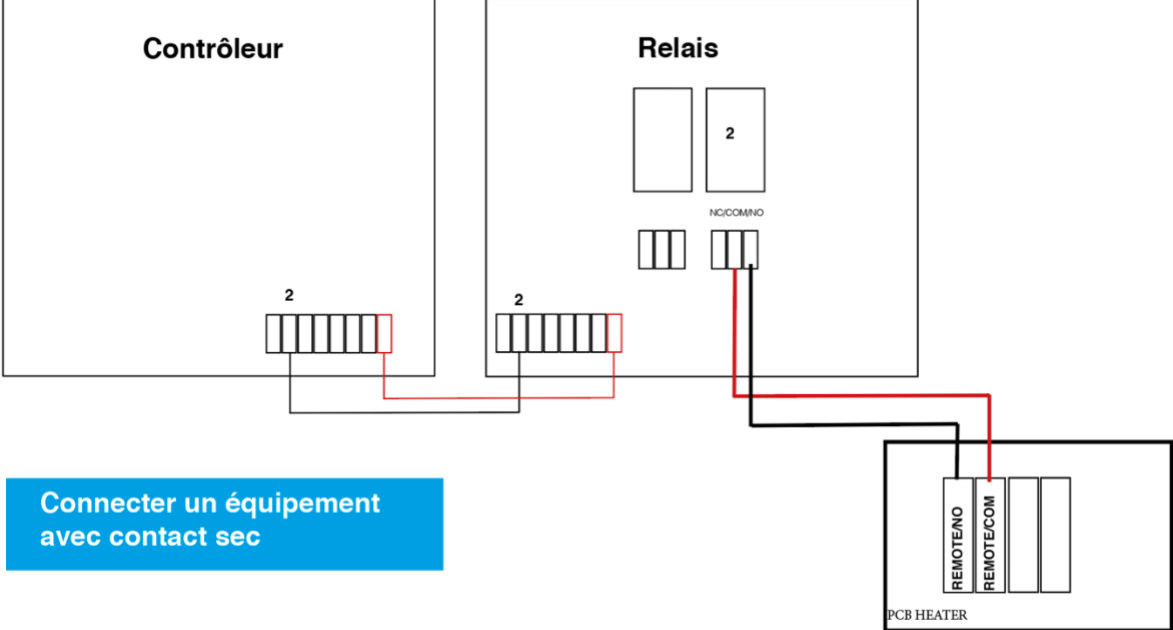 Contrôleur
Relais
2
NC/COM/NO
2
2
Connecter un équipement
avec contact sec
REMOTE/NO
REMOTE/COM
PCB HEATER